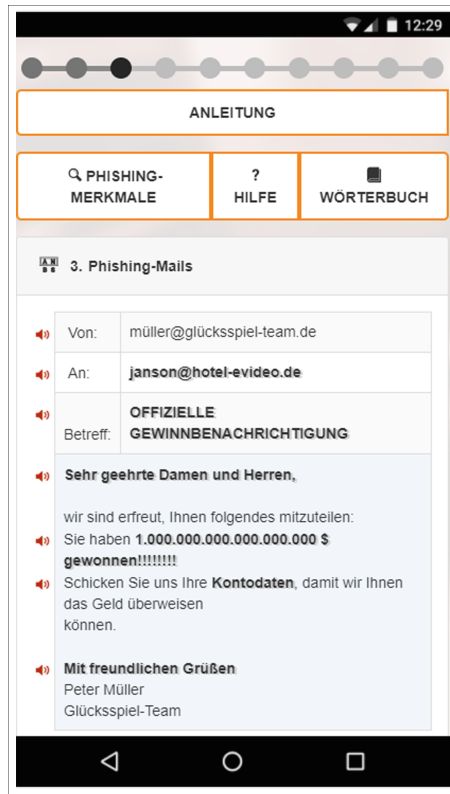 12:29
ANLEITUNG
PHISHING-
MERKMALE
?
HILFE
WÖRTERBUCH
3. Phishing-Mails
Von: müller@glücksspiel-team.de
An: janson@hotel-evideo.de
OFFIZIELLE
Betreff: GEWINNBENACHRICHTIGUNG
Sehr geehrte Damen und Herren,
wir sind erfreut, Ihnen folgendes mitzuteilen:
Sie haben 1.000.000.000.000.000.000 $
gewonnen!!!!!!!!
Schicken Sie uns Ihre Kontodaten, damit wir Ihnen
das Geld überweisen
können.
Mit freundlichen Grüßen
Peter Müller
Glücksspiel-Team